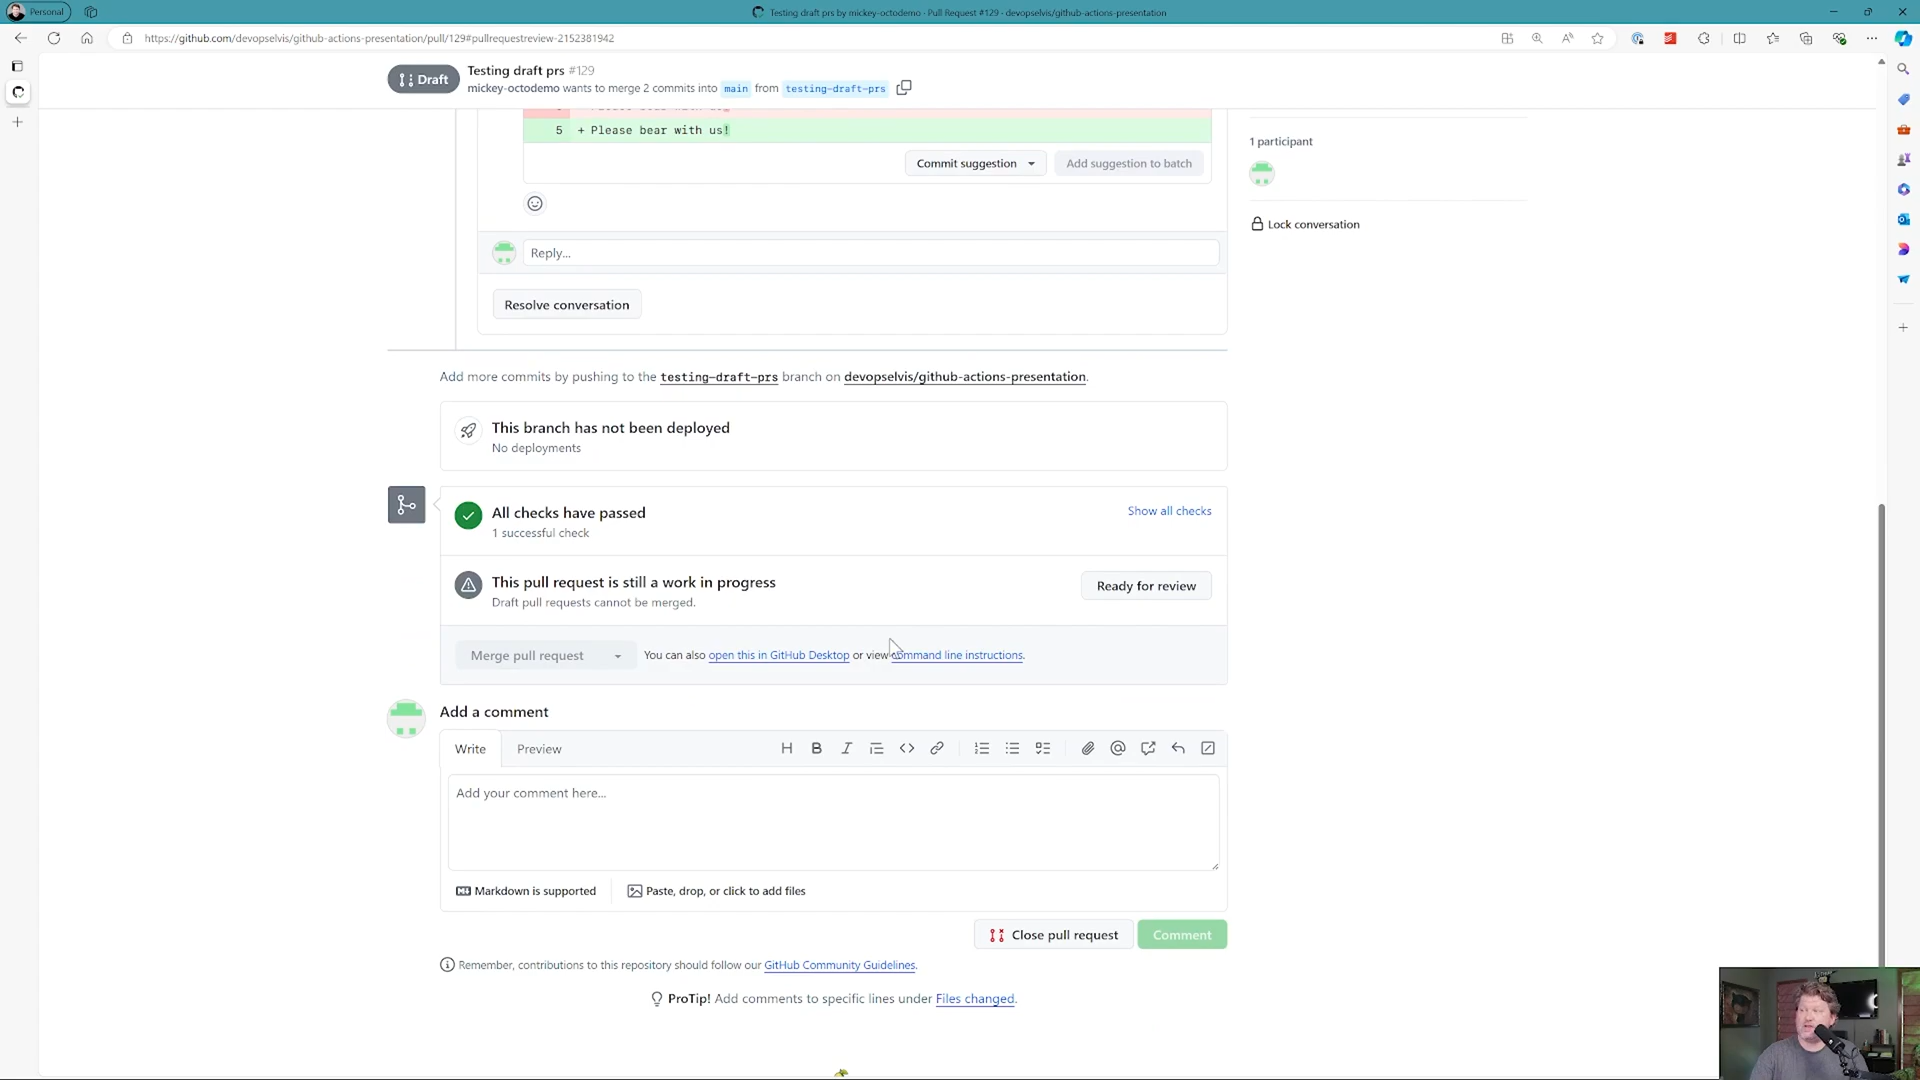 Personal
Testing draft prs by mickey-octodemo · Pull Request #129 · devopselvis/github-actions-presentation
https://github.com/devopselvis/github-actions-presentation/pull/129#pullrequestreview-2152381942
Draft
Testing draft prs #129
mickey-octodemo wants to merge 2 commits into main from testing-draft-prs
5 + Please bear with us!
Commit suggestion
Add suggestion to batch
1 participant
Lock conversation
Reply...
Resolve conversation
Add more commits by pushing to the testing-draft-prs branch on devopselvis/github-actions-presentation.
This branch has not been deployed
No deployments
All checks have passed
1 successful check
Show all checks
This pull request is still a work in progress
Draft pull requests cannot be merged.
Ready for review
Merge pull request
You can also open this in GitHub Desktop or view command line instructions.
Add a comment
Write
Preview
Add your comment here...
Markdown is supported
Paste, drop, or click to add files
Close pull request
Comment
Remember, contributions to this repository should follow our GitHub Community Guidelines.
ProTip! Add comments to specific lines under Files changed.